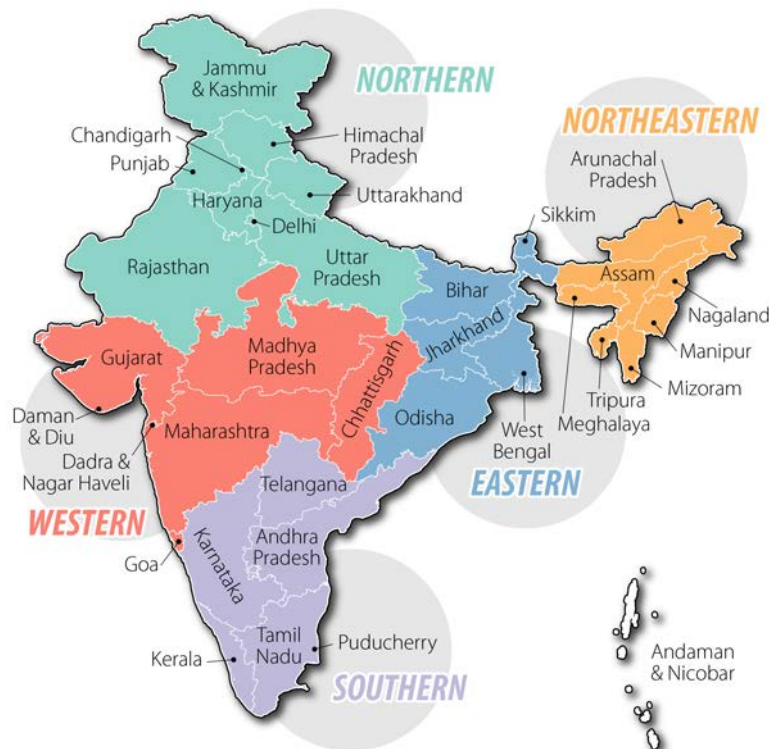 Jammu
& Kashmir
NORTHERN
NORTHEASTERN
Chandigarh
Himachal
Pradesh
Punjab
Arunachal
Pradesh
Uttarakhand
Haryana
Delhi
Sikkim
Rajasthan
Uttar
Pradesh
Bihar
Assam
Nagaland
Jharkhand
Gujarat
Madhya
Pradesh
Chhattisgarh
Manipur
Mizoram
Tripura
Meghalaya
Daman
& Diu
Maharashtra
Odisha
West
Bengal
Dadra &
Nagar Haveli
EASTERN
WESTERN
Telangana
Goa
Karnataka
Andhra
Pradesh
Kerala
Tamil
Nadu
Puducherry
SOUTHERN
Andaman
& Nicobar